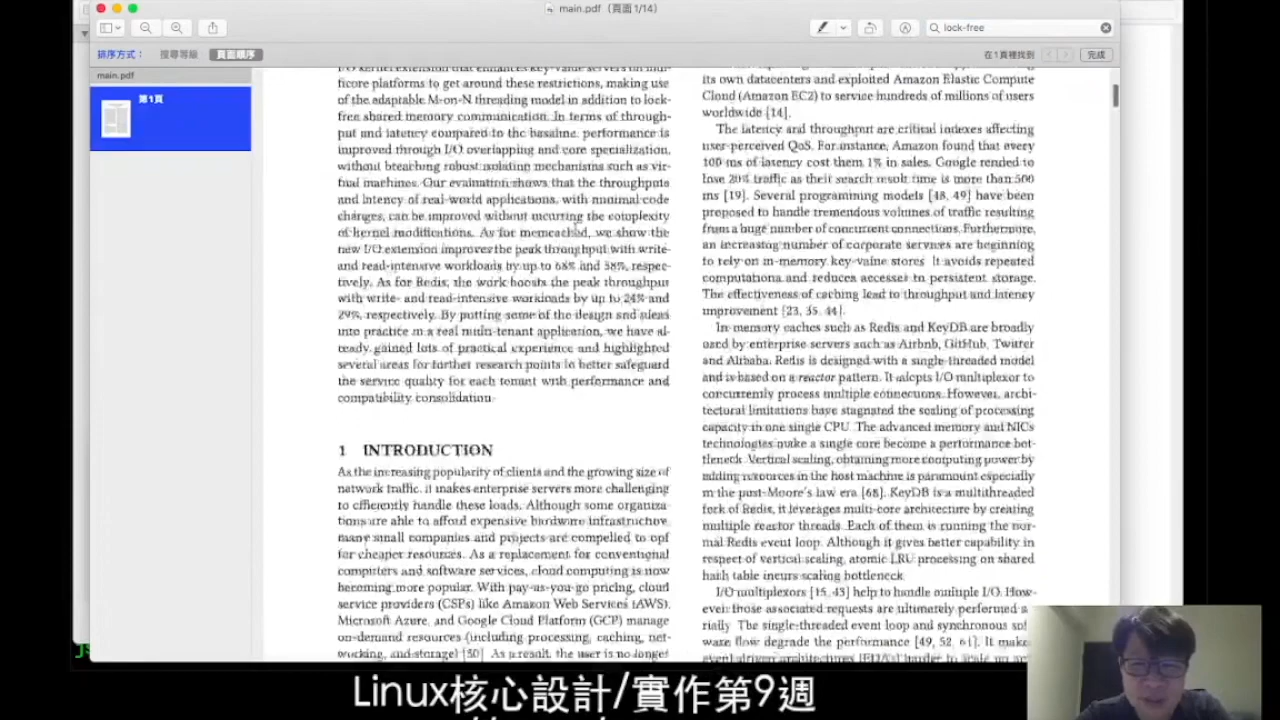 main.pdf（頁面 1/14）
lock-free
排序方式：
搜尋等級
頁面順序
在1頁裡找到
完成
main.pdf
第1頁
ficore platforms to get around these restrictions, making use
of the adaptable M-on-N threading model in addition to lock-
free shared memory communication. In terms of through-
put and latency compared to the baseline, performance is
improved through I/O overlapping and core specialization,
without breaching robust isolating mechanisms such as vir-
tual machines. Our evaluation shows that the throughputs
and latency of real-world applications, with minimal code
changes, can be improved without incurring the complexity
of kernel modifications. As for memcached, we show the
new I/O extension improves the peak throughput with write-
and read-intensive workloads by up to 68% and 58%, respec-
tively. As for Redis, the work boosts the peak throughput
with write- and read-intensive workloads by up to 24% and
29%, respectively. By putting some of the design and ideas
into practice in a real multi-tenant application, we have al-
ready gained lots of practical experience and highlighted
several areas for further research points to better safeguard
the service quality for each tenant with performance and
compatibility consolidation.
1 INTRODUCTION
As the increasing popularity of clients and the growing size of
network traffic, it makes enterprise servers more challenging
to efficiently handle these loads. Although some organiza-
tions are able to afford expensive hardware infrastructure,
many small companies and projects are compelled to opt
for cheaper resources. As a replacement for conventional
computers and software services, cloud computing is now
becoming more popular. With pay-as-you-go pricing, cloud
service providers (CSPs) like Amazon Web Services (AWS),
Microsoft Azure, and Google Cloud Platform (GCP) manage
on-demand resources (including processing, caching, net-
working, and storage) [50]. As a result, the user is no longer
its own datacenters and exploited Amazon Elastic Compute
Cloud (Amazon EC2) to service hundreds of millions of users
worldwide [14].
The latency and throughput are critical indexes affecting
user-perceived QoS. For instance, Amazon found that every
100 ms of latency cost them 1% in sales. Google tended to
lose 20% traffic as their search result time is more than 500
ms [19]. Several programming models [48, 49] have been
proposed to handle tremendous volumes of traffic resulting
from a huge number of concurrent connections. Furthermore,
an increasing number of corporate services are beginning
to rely on in-memory key-value stores. It avoids repeated
computations and reduces accesses to persistent storage.
The effectiveness of caching lead to throughput and latency
improvement [23, 35, 44].
In memory caches such as Redis and KeyDB are broadly
used by enterprise servers such as Airbnb, GitHub, Twitter
and Alibaba. Redis is designed with a single-threaded model
and is based on a reactor pattern. It adopts I/O multiplexor to
concurrently process multiple connections. However, archi-
tectural limitations have stagnated the scaling of processing
capacity in one single CPU. The advanced memory and NICs
technologies make a single core become a performance bot-
tleneck. Vertical scaling, obtaining more computing power by
adding resources in the host machine is paramount especially
in the post-Moore's law era [68]. KeyDB is a multithreaded
fork of Redis, it leverages multi-core architecture by creating
multiple reactor threads. Each of them is running the nor-
mal Redis event loop. Although it gives better capability in
respect of vertical scaling, atomic LRU processing on shared
hash table incurs scaling bottleneck.
I/O multiplexors [15, 43] help to handle multiple I/O. How-
ever, those associated requests are ultimately performed
rially. The single-threaded event loop and synchronous
ware flow degrade the performance [49, 52, 61]. It
Linux核心設計/實作第9週